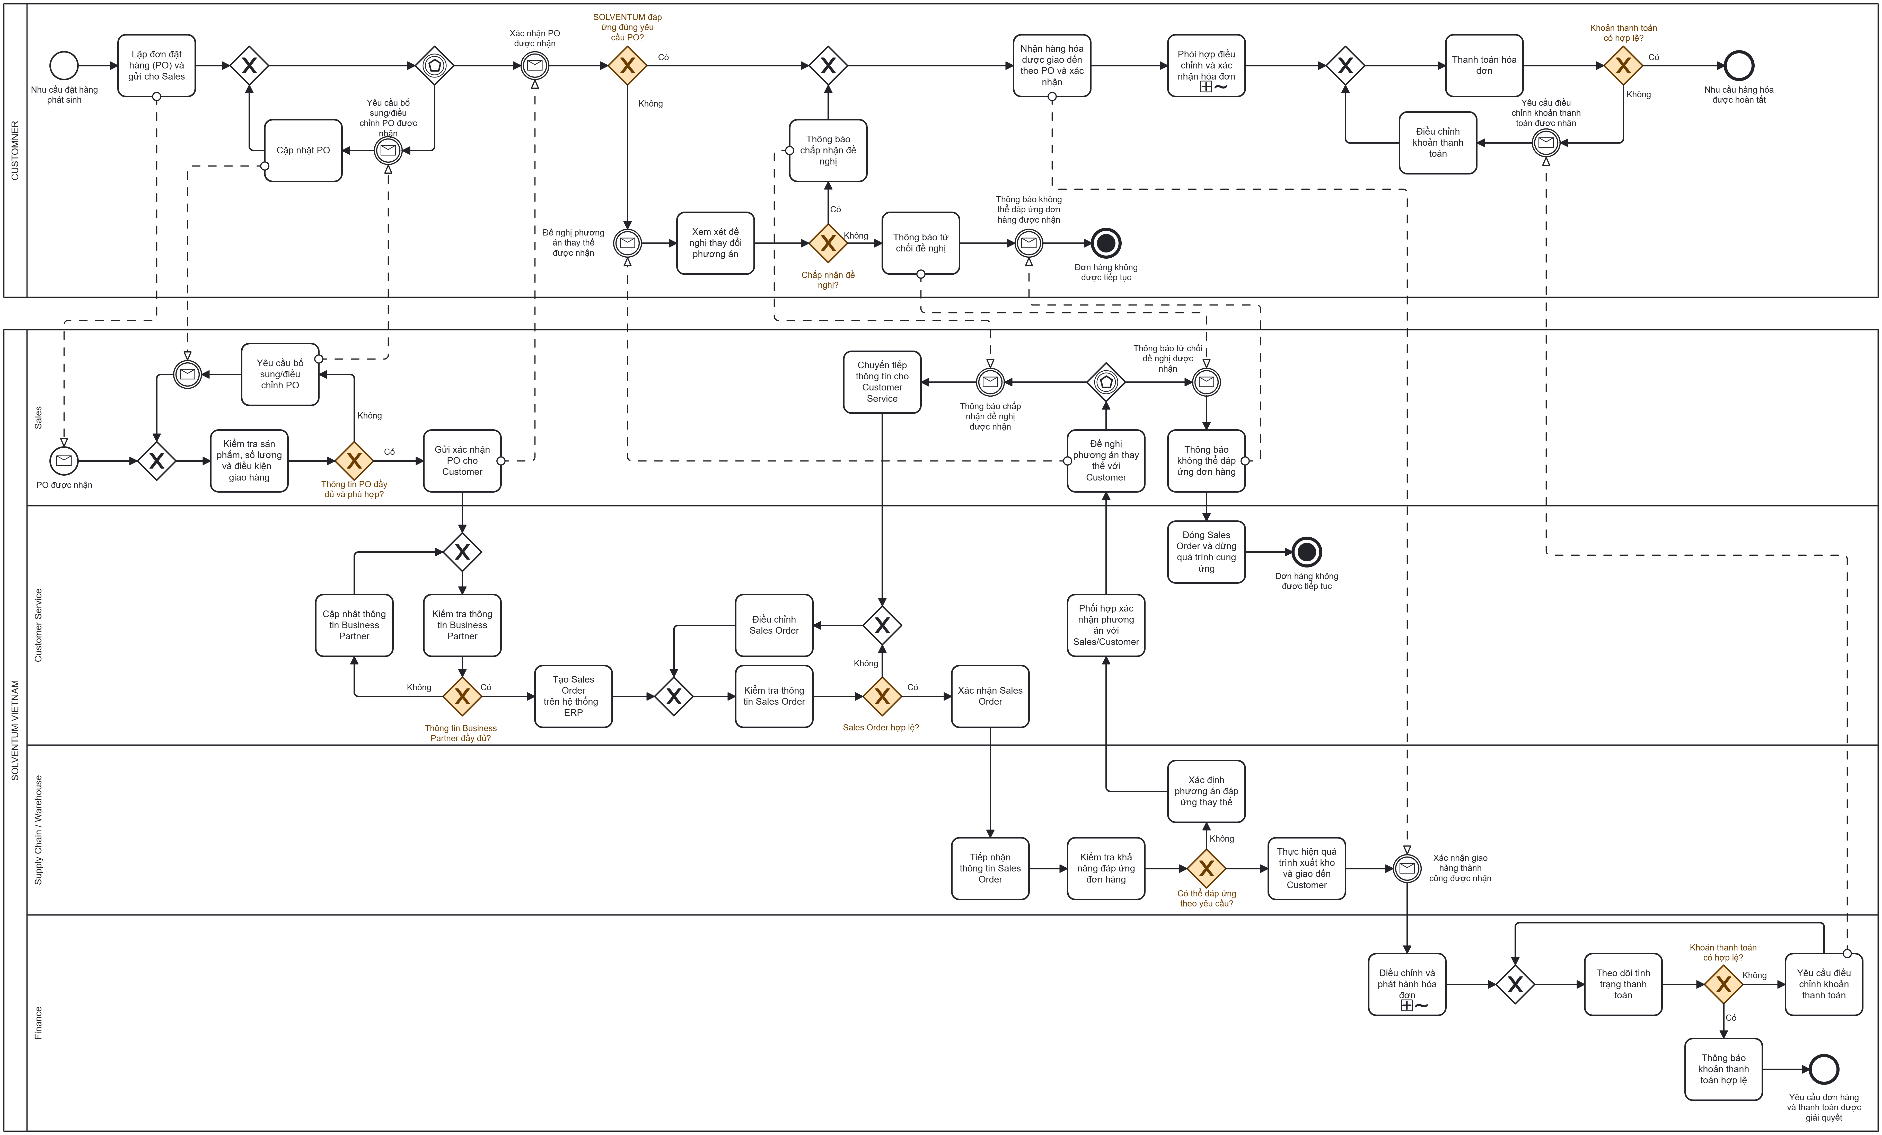 CUSTOMNER
Nhu cầu đặt hàng
phát sinh
Lập đơn đặt
hàng (PO) và
gửi cho Sales
Yêu cầu bổ
sung/điều
chỉnh PO được
nhận
Cập nhật PO
Xác nhận PO
được nhận
SOLVENTUM đáp
ứng đúng yêu
cầu PO?
Có
Không
Đề nghị phương
án thay thế
được nhận
Xem xét đề
nghị thay đổi
phương án
Thông báo
chấp nhận đề
nghị
Có
Không
Chấp nhận đề
nghị?
Thông báo từ
chối đề nghị
Thông báo không
thể đáp ứng đơn
hàng được nhận
Đơn hàng không
được tiếp tục
Nhận hàng hóa
được giao đến
theo PO và xác
nhận
Phối hợp điều
chỉnh và xác
nhận hóa đơn
Thanh toán hóa
đơn
Khoản thanh toán
có hợp lệ?
Có
Không
Nhu cầu hàng hóa
được hoàn tất
Yêu cầu điều
chỉnh khoản thanh
toán được nhận
Điều chỉnh
khoản thanh
toán
SOLVENTUM VIETNAM
Sales
PO được nhận
Yêu cầu bổ
sung/điều
chỉnh PO
Không
Kiểm tra sản
phẩm, số lượng
và điều kiện
giao hàng
Có
Thông tin PO đầy
đủ và phù hợp?
Gửi xác nhận
PO cho
Customer
Chuyển tiếp
thông tin cho
Customer
Service
Thông báo chấp
nhận đề nghị
được nhận
Thông báo từ chối
đề nghị được
nhận
Đề nghị
phương án thay
thế với
Customer
Thông báo
không thể đáp
ứng đơn hàng
Customer Service
Đóng Sales
Order và dừng
quá trình cung
ứng
Đơn hàng không
được tiếp tục
Cập nhật thông
tin Business
Partner
Kiểm tra thông
tin Business
Partner
Không
Có
Thông tin Business
Partner đầy đủ?
Tạo Sales
Order
trên hệ thống
ERP
Điều chỉnh
Sales Order
Kiểm tra thông
tin Sales Order
Không
Có
Sales Order hợp lệ?
Xác nhận Sales
Order
Phối hợp xác
nhận phương
án với
Sales/Customer
Supply Chain / Warehouse
Xác định
phương án đáp
ứng thay thế
Không
Tiếp nhận
thông tin Sales
Order
Kiểm tra khả
năng đáp ứng
đơn hàng
Có thể đáp ứng
theo yêu cầu?
Thực hiện quá
trình xuất kho
và giao đến
Customer
Xác nhận giao
hàng thành
công được nhận
Finance
Điều chỉnh và
phát hành hóa
đơn
Theo dõi tình
trạng thanh
toán
Khoản thanh toán
có hợp lệ?
Không
Có
Yêu cầu điều
chỉnh khoản
thanh toán
Thông báo
khoản thanh
toán hợp lệ
Yêu cầu đơn hàng
và thanh toán được
giải quyết